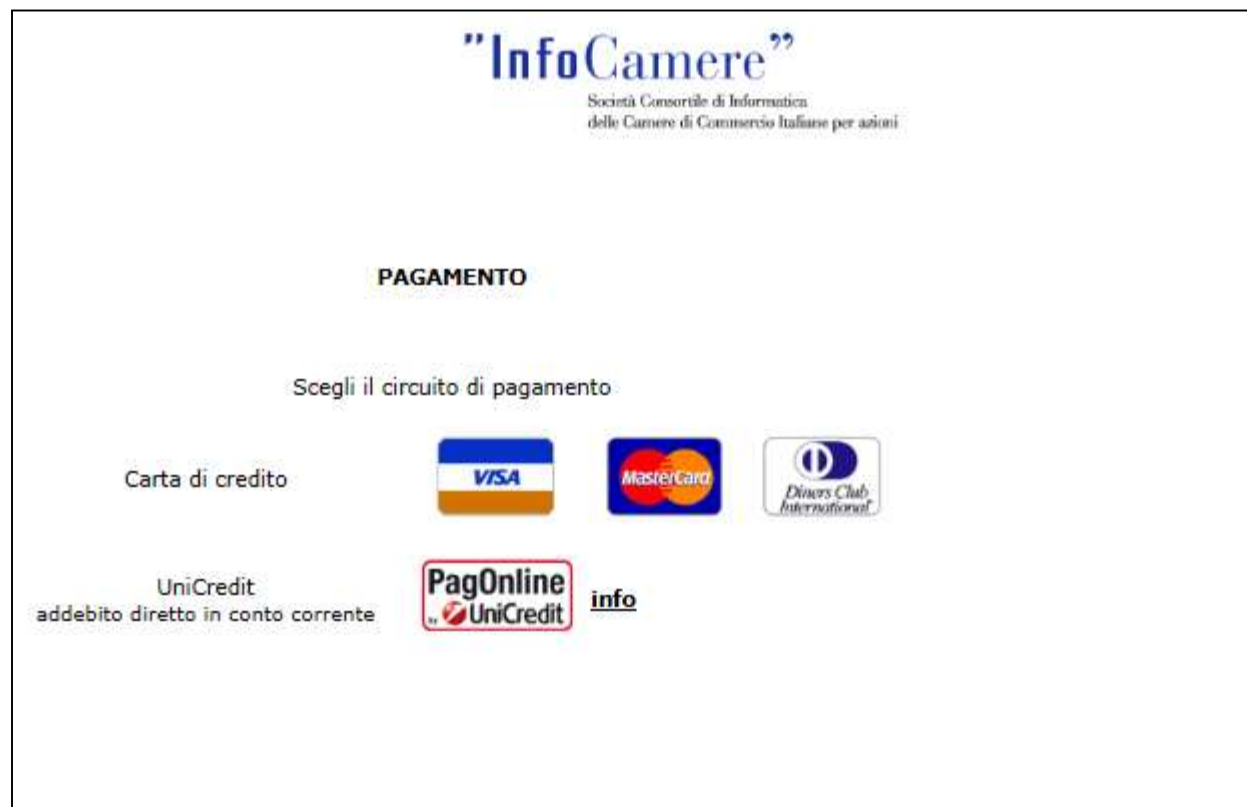 "InfoCamere"
Società Consortile di Informatica
delle Camere di Commercio Italiane per azioni
PAGAMENTO
Scegli il circuito di pagamento
Carta di credito
VISA
MasterCard
Diners Club
International
UniCredit
addebito diretto in conto corrente
PagOnline
UniCredit
info